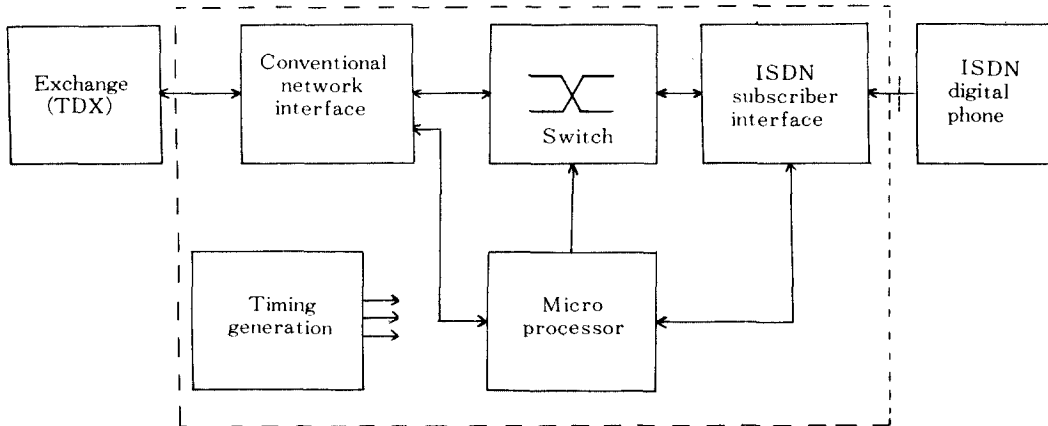 Exchange
(TDX)
Conventional
network
interface
Switch
ISDN
subscriber
interface
ISDN
digital
phone
Timing
generation
Micro
processor